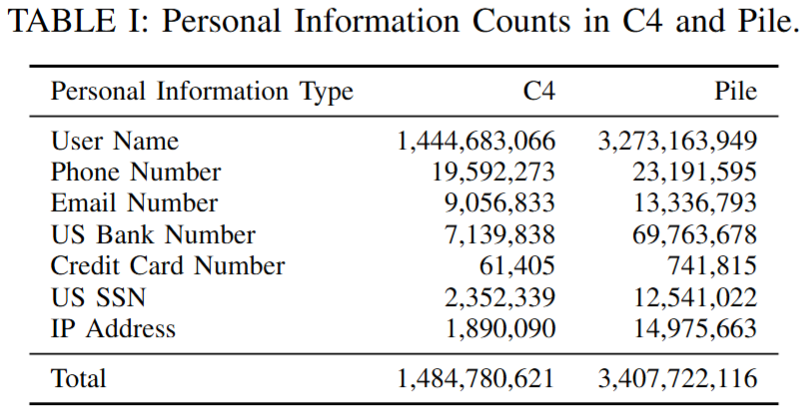 TABLE I: Personal Information Counts in C4 and Pile.
Personal Information Type C4 Pile
User Name 1,444,683,066 3,273,163,949
Phone Number 19,592,273 23,191,595
Email Number 9,056,833 13,336,793
US Bank Number 7,139,838 69,763,678
Credit Card Number 61,405 741,815
US SSN 2,352,339 12,541,022
IP Address 1,890,090 14,975,663
Total 1,484,780,621 3,407,722,116